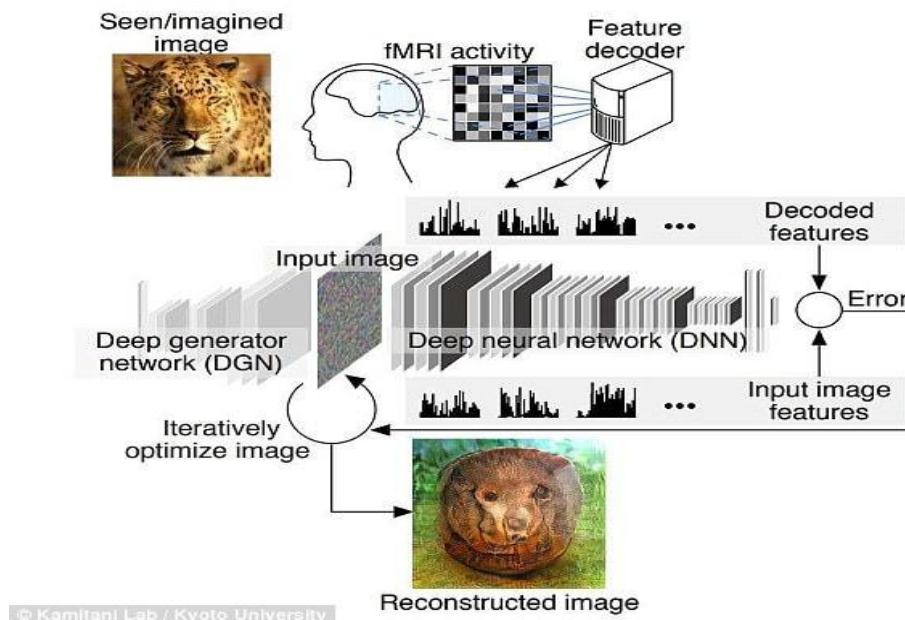 Seen/imagined
image
fMRI activity
Feature
decoder
Decoded
features
Input image
Error
Deep generator
network (DGN)
Deep neural network (DNN)
Input image
features
Iteratively
optimize image
Reconstructed image
© Kamitani Lab / Kyoto University